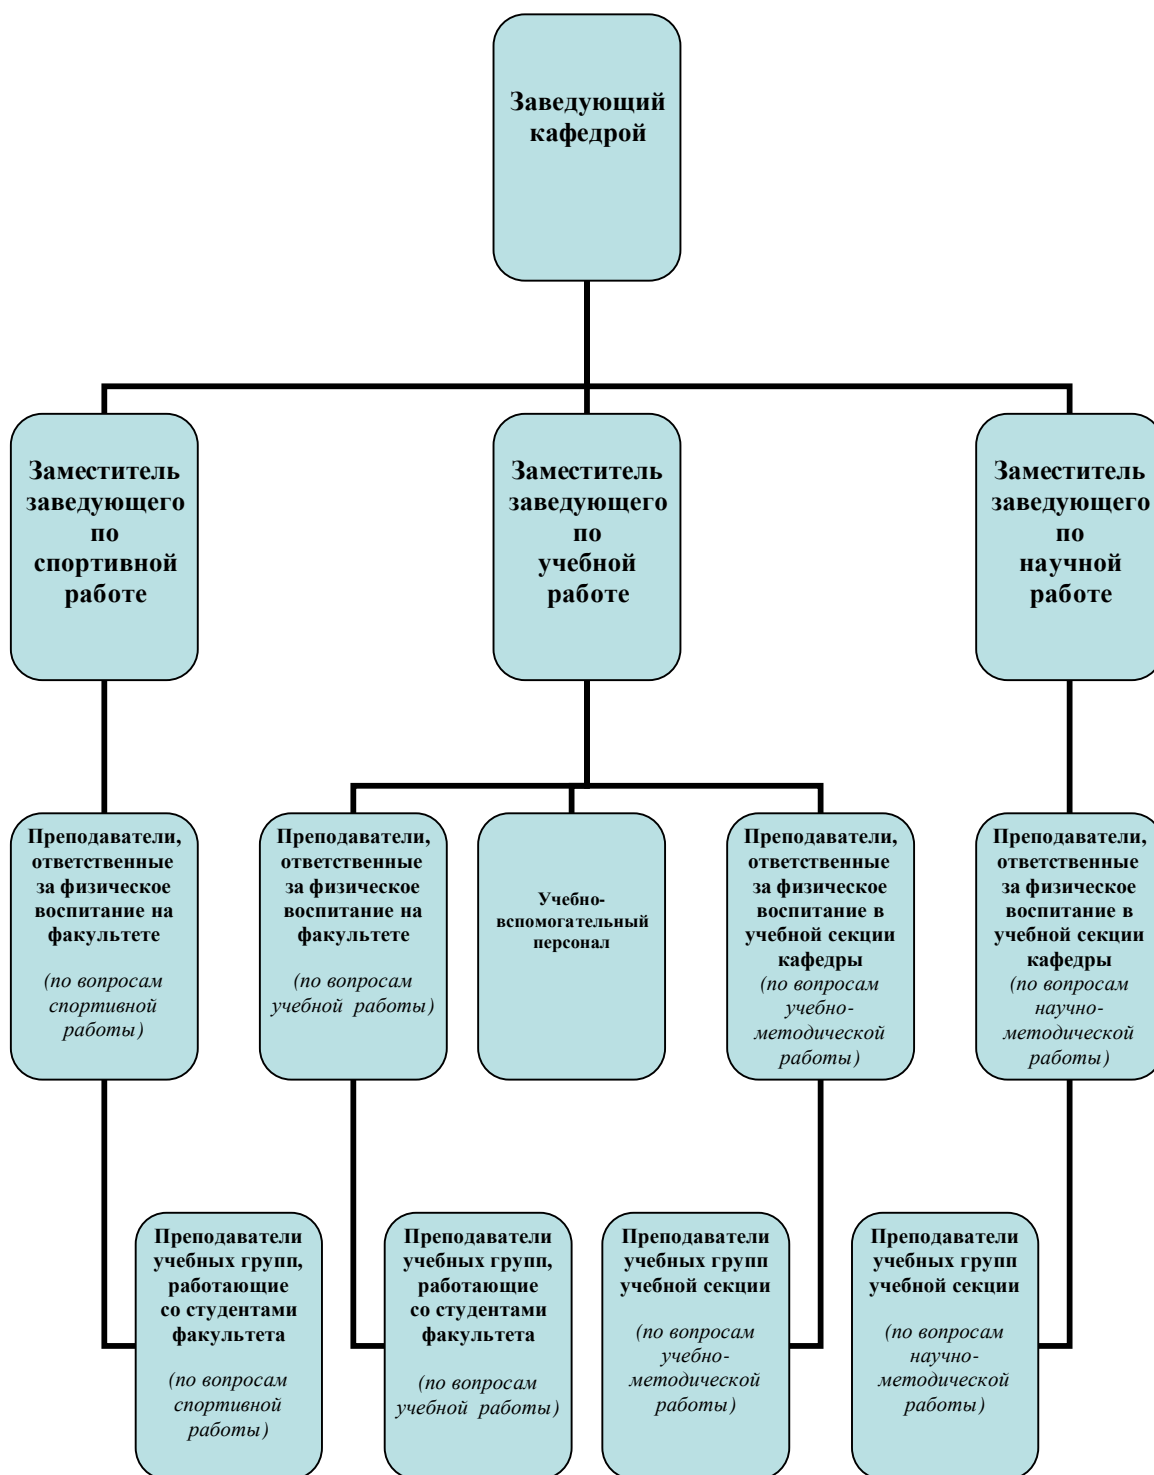 Заведующий
кафедрой
Заместитель
заведующего
по
спортивной
работе
Заместитель
заведующего
по
учебной
работе
Заместитель
заведующего
по
научной
работе
Преподаватели,
ответственные
за физическое
воспитание на
факультете
(по вопросам
спортивной
работы)
Преподаватели,
ответственные
за физическое
воспитание на
факультете
(по вопросам
учебной работы)
Учебно-
вспомогательный
персонал
Преподаватели,
ответственные
за физическое
воспитание в
учебной секции
кафедры
(по вопросам
учебно-
методической
работы)
Преподаватели,
ответственные
за физическое
воспитание в
учебной секции
кафедры
(по вопросам
научно-
методической
работы)
Преподаватели
учебных групп,
работающие
со студентами
факультета
(по вопросам
спортивной
работы)
Преподаватели
учебных групп,
работающие
со студентами
факультета
(по вопросам
учебной работы)
Преподаватели
учебных групп
учебной секции
(по вопросам
учебно-
методической
работы)
Преподаватели
учебных групп
учебной секции
(по вопросам
научно-
методической
работы)